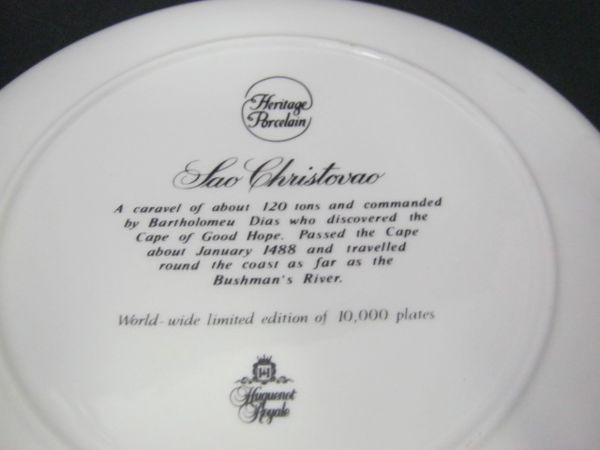 Heritage
Porcelain
Sao Christovao
A caravel of about 120 tons and commanded
by Bartholomeu Dias who discovered the
Cape of Good Hope. Passed the Cape
about January 1488 and travelled
round the coast as far as the
Bushman's River.
World-wide limited edition of 10,000 plates
H
Huguenot
Royale